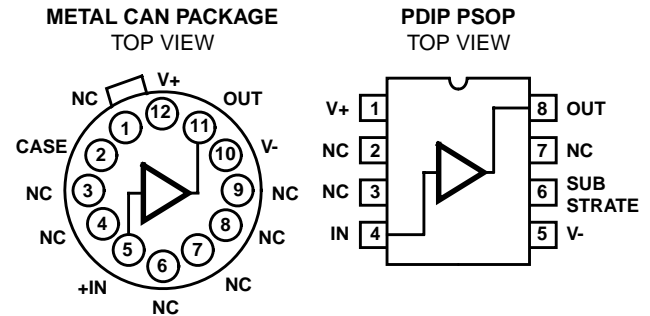 METAL CAN PACKAGE
TOP VIEW
NC
V+
OUT
CASE
V-
NC
NC
NC
NC
+IN
NC
NC
1
2
3
4
5
6
7
8
9
10
11
12
PDIP PSOP
TOP VIEW
V+ 1
NC 2
NC 3
IN 4
8 OUT
7 NC
6 SUB
STRATE
5 V-